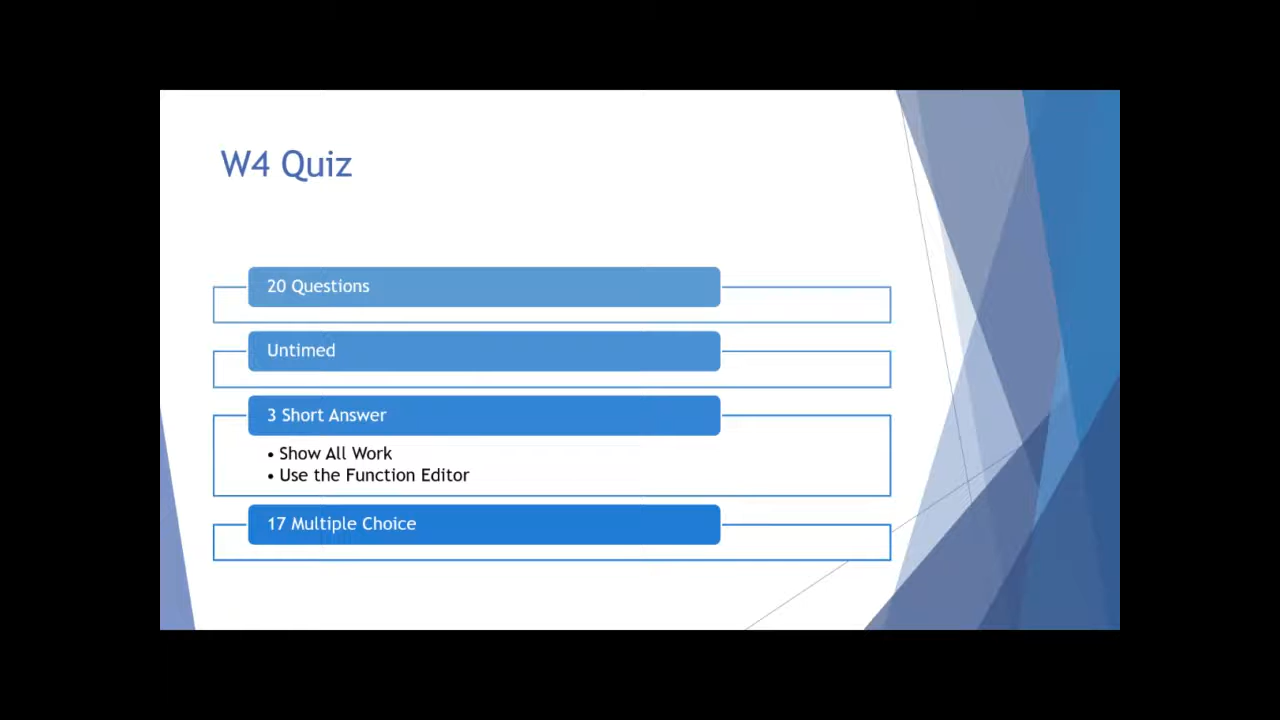 W4 Quiz
20 Questions
Untimed
3 Short Answer
• Show All Work
• Use the Function Editor
17 Multiple Choice